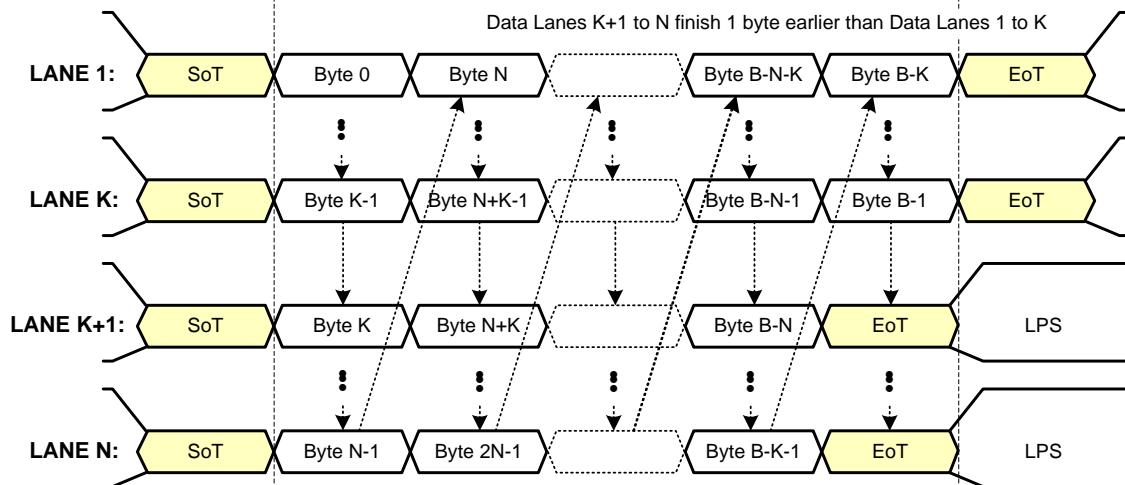 Data Lanes K+1 to N finish 1 byte earlier than Data Lanes 1 to K
LANE 1: SoT Byte 0 Byte N Byte B-N-K Byte B-K EoT
LANE K: SoT Byte K-1 Byte N+K-1 Byte B-N-1 Byte B-1 EoT
LANE K+1: SoT Byte K Byte N+K Byte B-N EoT LPS
LANE N: SoT Byte N-1 Byte 2N-1 Byte B-K-1 EoT LPS